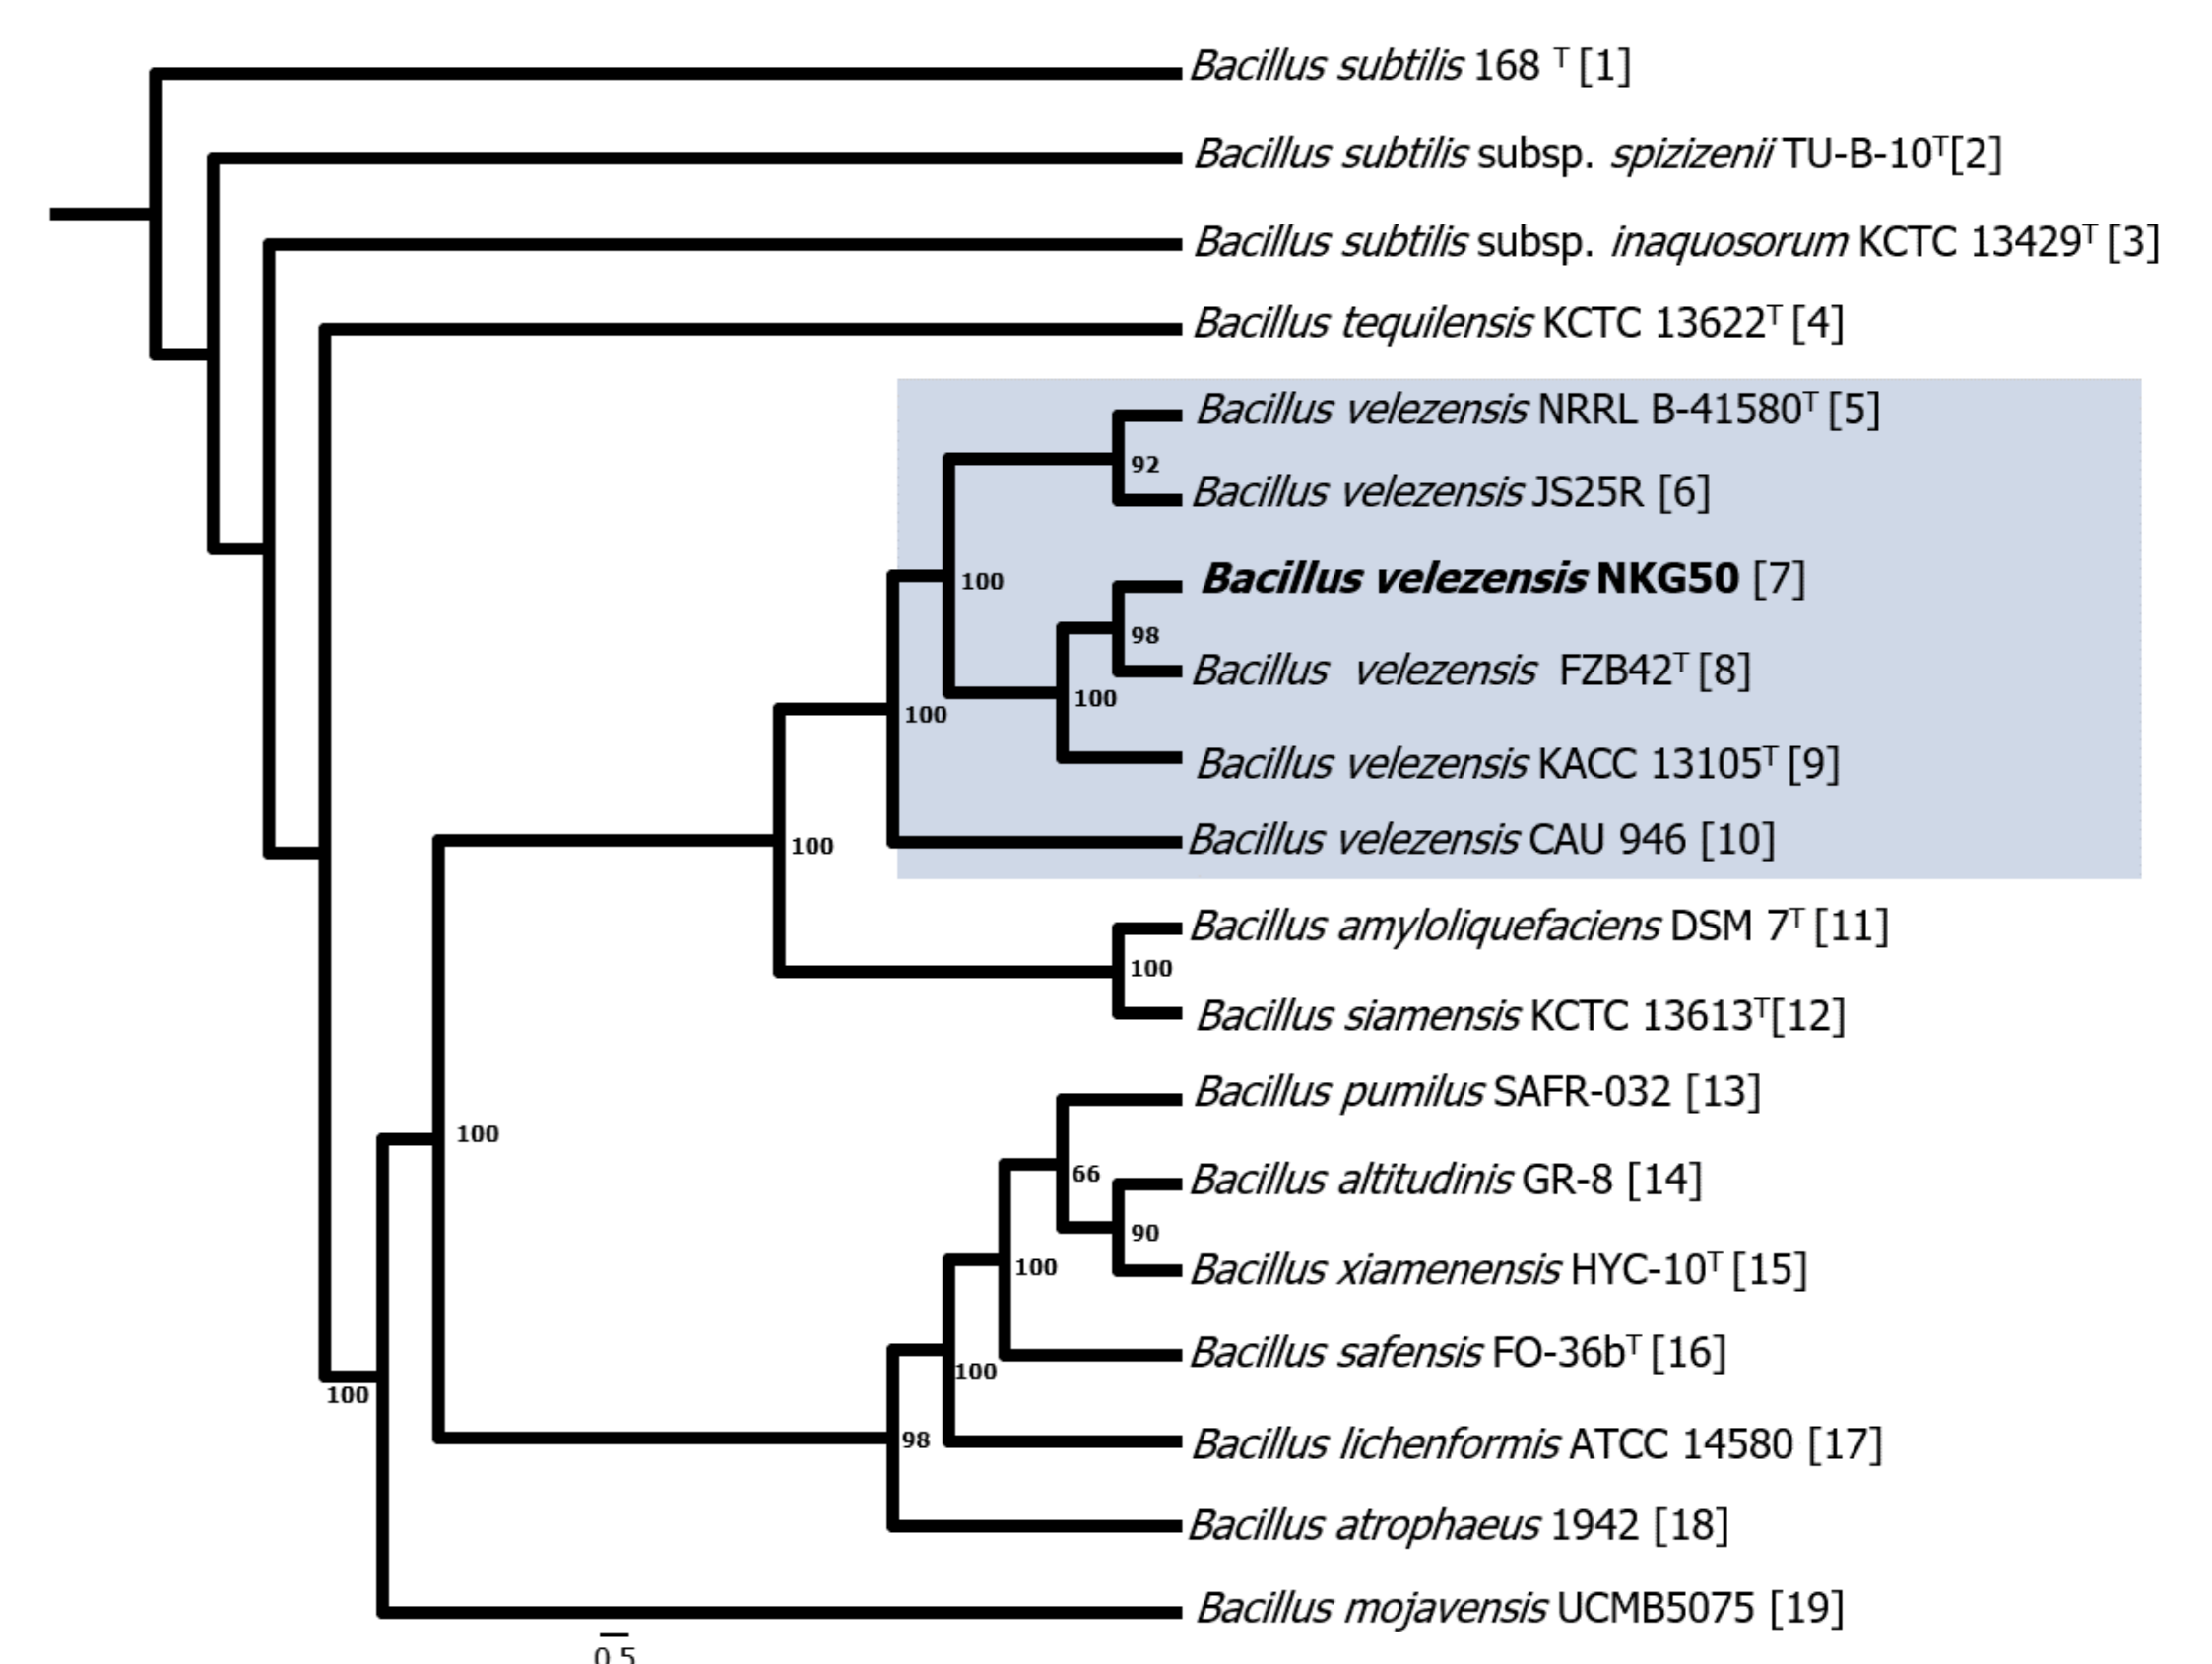 Bacillus subtilis 168 T [1]
Bacillus subtilis subsp. spizizenii TU-B-10T[2]
Bacillus subtilis subsp. inaquosorum KCTC 13429T [3]
Bacillus tequilensis KCTC 13622T [4]
Bacillus velezensis NRRL B-41580T [5]
92
Bacillus velezensis JS25R [6]
100
Bacillus velezensis NKG50 [7]
98
Bacillus velezensis FZB42T [8]
100
100
Bacillus velezensis KACC 13105T [9]
100
Bacillus velezensis CAU 946 [10]
Bacillus amyloliquefaciens DSM 7T [11]
100
Bacillus siamensis KCTC 13613T[12]
Bacillus pumilus SAFR-032 [13]
100
66
Bacillus altitudinis GR-8 [14]
90
Bacillus xiamenensis HYC-10T [15]
100
Bacillus safensis FO-36bT [16]
100
100
Bacillus lichenformis ATCC 14580 [17]
98
Bacillus atrophaeus 1942 [18]
Bacillus mojavensis UCMB5075 [19]
0.5